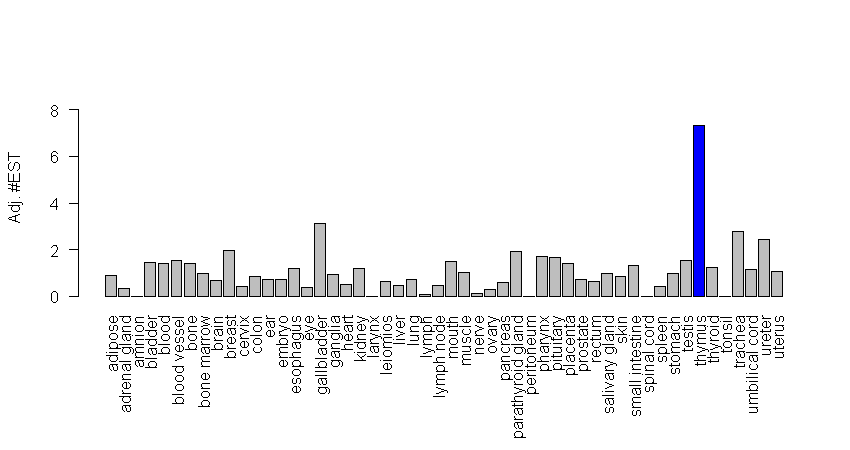 Adj. #EST
8
6
4
2
0
adipose
adrenal gland
amnion
bladder
blood
blood vessel
bone
bone marrow
brain
breast
cervix
colon
ear
embryo
esophagus
eye
gallbladder
ganglia
heart
kidney
larynx
leiomios
liver
lung
lymph
lymph node
mouth
muscle
nerve
ovary
pancreas
parathyroid gland
peritoneum
pharynx
pituitary
placenta
prostate
rectum
salivary gland
skin
small intestine
spinal cord
spleen
stomach
testis
thymus
thyroid
tonsil
trachea
umbilical cord
ureter
uterus